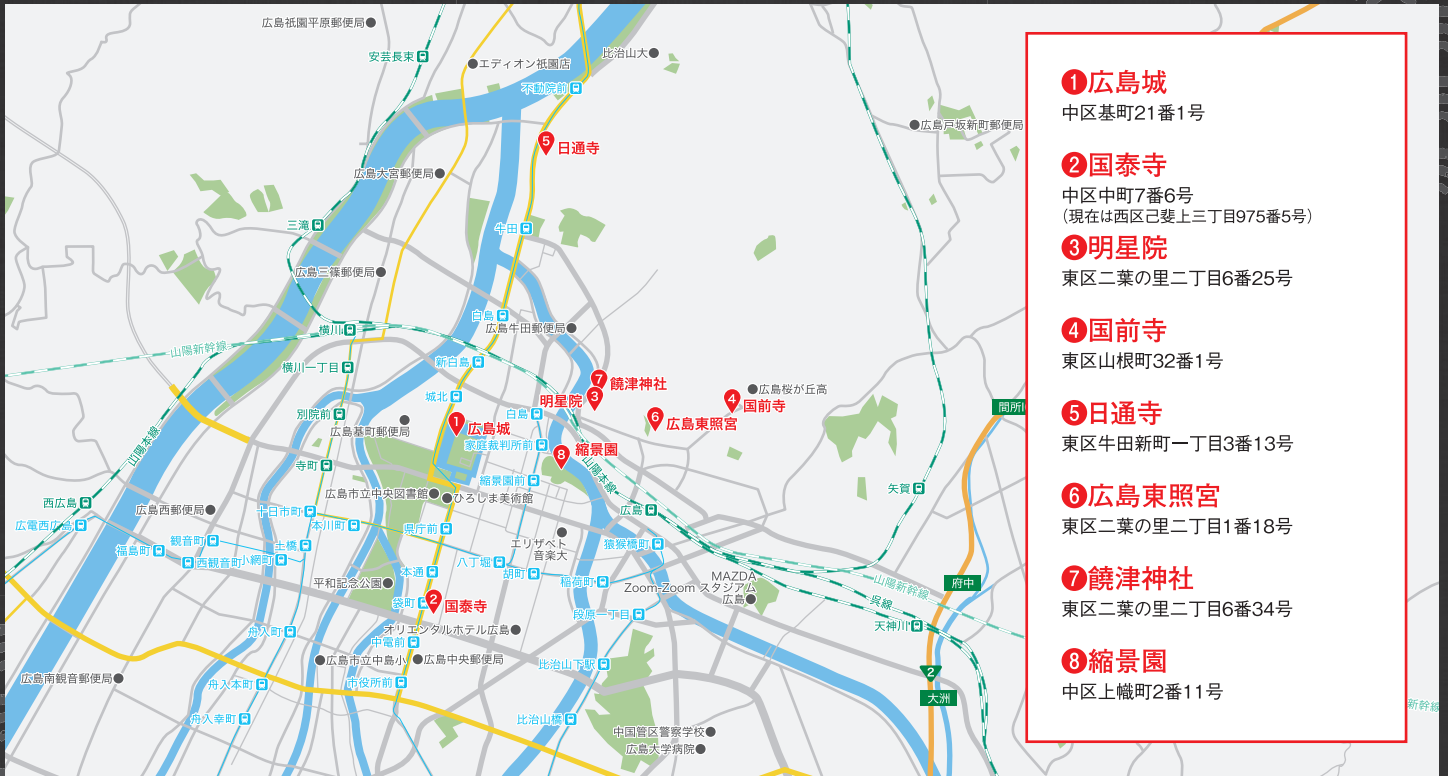 広島祇園平原郵便局
安芸長束
エディオン祇園店
比治山大
不動院前
広島戸坂新町郵便局
5
日通寺
広島大宮郵便局
三滝
牛田
広島三篠郵便局
白島
広島牛田郵便局
横川
山陽新幹線
新白島
横川一丁目
7
饒津神社
明星院
3
4
国前寺
広島桜が丘高
城北
白島
6
広島東照宮
別院前
広島基町郵便局
1
広島城
家庭裁判所前
8
縮景園
山陽本線
山陽本線
寺町
縮景園前
矢賀
広島市立中央図書館
ひろしま美術館
西広島
広島西郵便局
十日市町
広島
広電西広島
本川町
県庁前
エリザベト
音楽大
猿猴橋町
観音町
土橋
福島町
西観音町
小網町
八丁堀
胡町
本通
平和記念公園
稲荷町
MAZDA
Zoom-Zoom スタジアム
広島
山陽新幹線
府中
袋町
2
国泰寺
呉線
段原一丁目
天神川
舟入町
オリエンタルホテル広島
中電前
広島市立中島小
広島中央郵便局
比治山下駅
広島南観音郵便局
舟入本町
市役所前
2
大洲
舟入幸町
比治山橋
中国管区警察学校
広島大学病院
間所
新幹線
❶広島城
中区基町21番1号
❷国泰寺
中区中町7番6号
（現在は西区己斐上三丁目975番5号）
❸明星院
東区二葉の里二丁目6番25号
❹国前寺
東区山根町32番1号
❺日通寺
東区牛田新町一丁目3番13号
❻広島東照宮
東区二葉の里二丁目1番18号
❼饒津神社
東区二葉の里二丁目6番34号
❽縮景園
中区上幟町2番11号